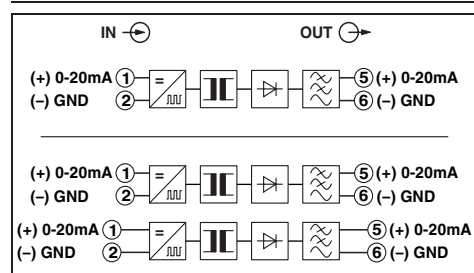 IN OUT
(+) 0-20mA 1 5 (+) 0-20mA
(–) GND 2 6 (–) GND
(+) 0-20mA 1 5 (+) 0-20mA
(–) GND 2 6 (–) GND
(+) 0-20mA 1 5 (+) 0-20mA
(–) GND 2 6 (–) GND